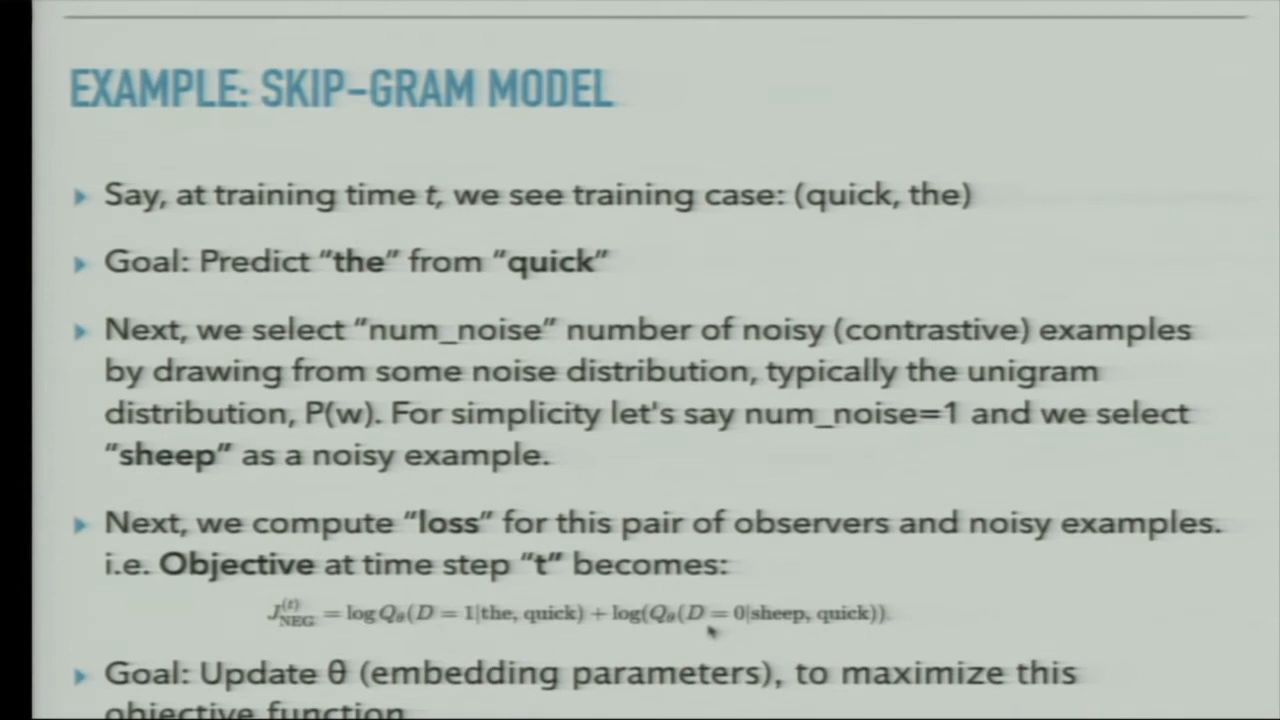 EXAMPLE: SKIP-GRAM MODEL
Say, at training time t, we see training case: (quick, the)
Goal: Predict "the" from "quick"
Next, we select "num_noise" number of noisy (contrastive) examples
by drawing from some noise distribution, typically the unigram
distribution, P(w). For simplicity let's say num_noise=1 and we select
"sheep" as a noisy example.
Next, we compute "loss" for this pair of observers and noisy examples.
i.e. Objective at time step "t" becomes:
J_NEG^(t) = log Q_θ(D = 1|the, quick) + log(Q_θ(D = 0|sheep, quick))
Goal: Update θ (embedding parameters), to maximize this
objective function